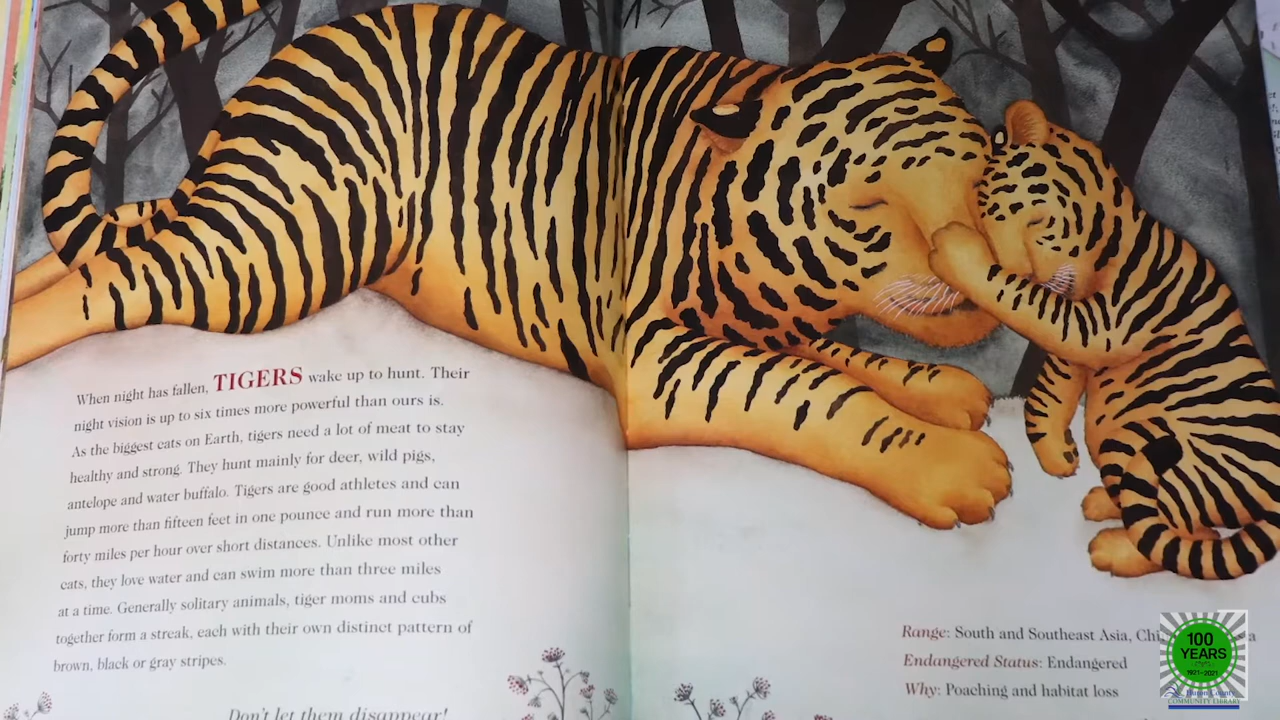 When night has fallen, TIGERS wake up to hunt. Their
night vision is up to six times more powerful than ours is.
As the biggest cats on Earth, tigers need a lot of meat to stay
healthy and strong. They hunt mainly for deer, wild pigs,
antelope and water buffalo. Tigers are good athletes and can
jump more than fifteen feet in one pounce and run more than
forty miles per hour over short distances. Unlike most other
cats, they love water and can swim more than three miles
at a time. Generally solitary animals, tiger moms and cubs
together form a streak, each with their own distinct pattern of
brown, black or gray stripes.
Don't let them disappear!
Range: South and Southeast Asia,
Endangered Status: Endangered
Why: Poaching and habitat loss
100
YEARS
1921-2021
Huron County
COMMUNITY LIBRARY